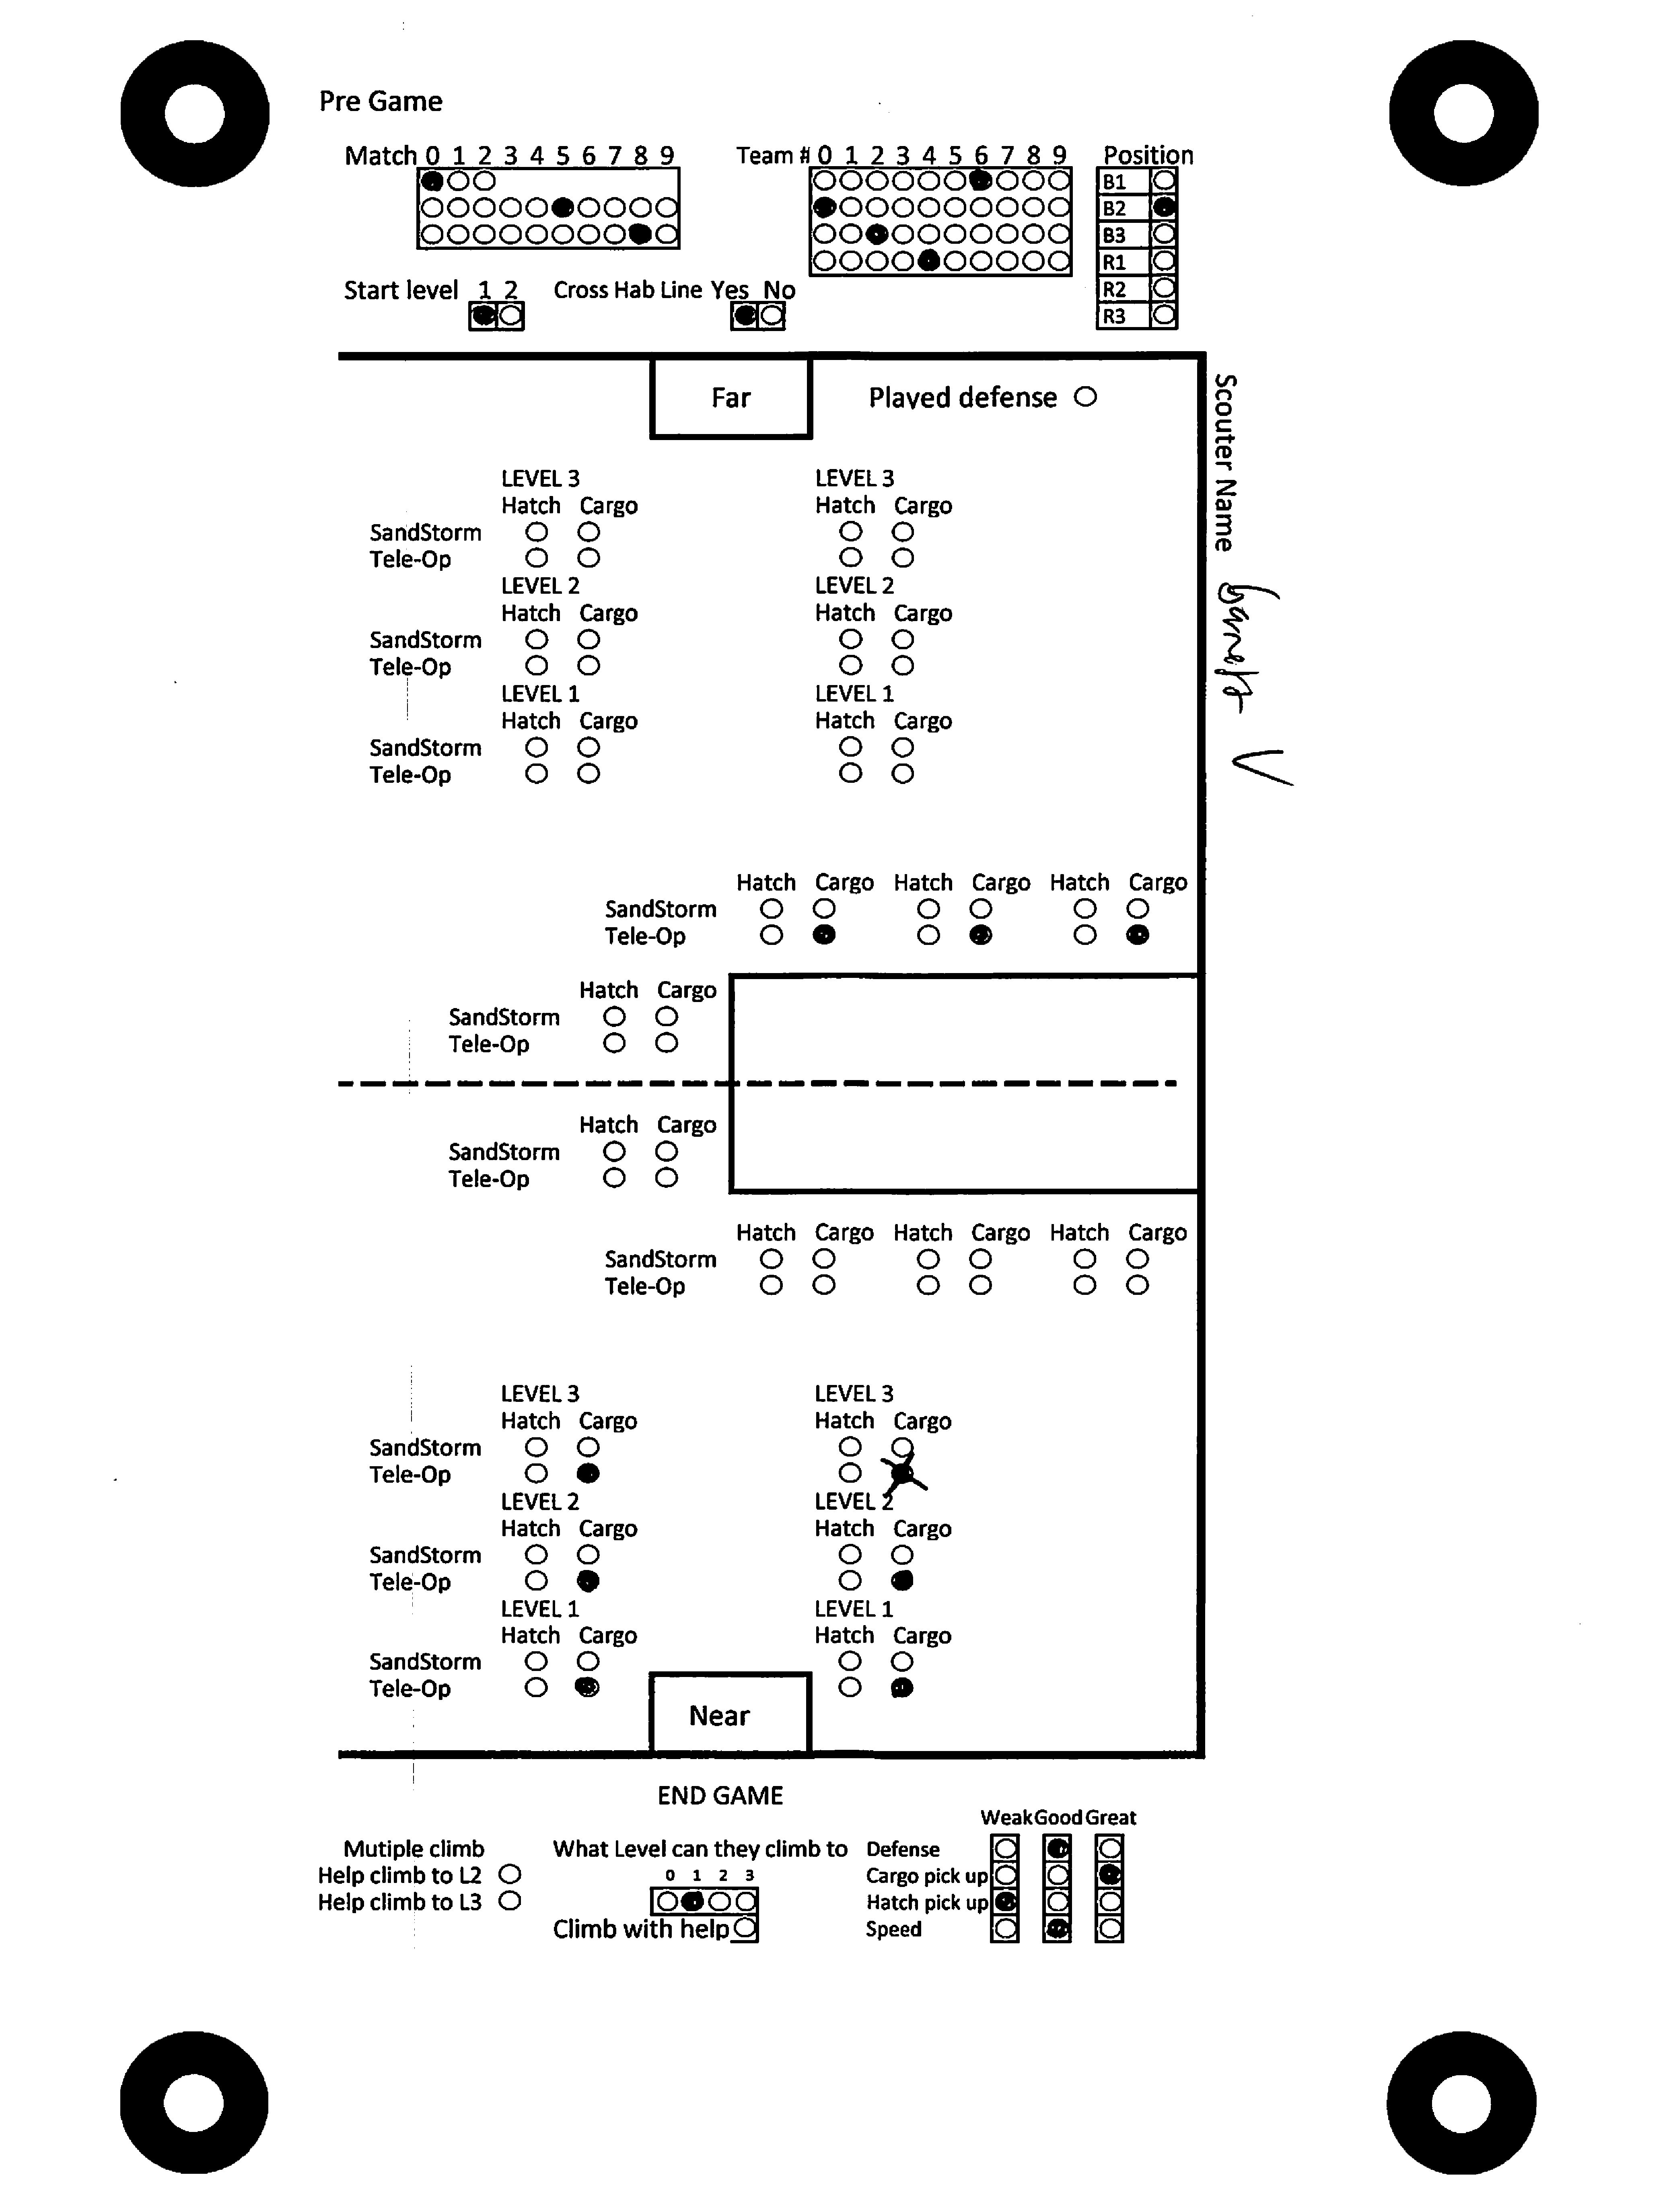 Pre Game
Match 0 1 2 3 4 5 6 7 8 9 Team # 0 1 2 3 4 5 6 7 8 9 Position
B1
B2
B3
R1
R2
R3
Start level 1 2 Cross Hab Line Yes No
Far Played defense
Scouter Name
LEVEL 3 LEVEL 3
Hatch Cargo Hatch Cargo
SandStorm
Tele-Op
LEVEL 2 LEVEL 2
Hatch Cargo Hatch Cargo
SandStorm
Tele-Op
LEVEL 1 LEVEL 1
Hatch Cargo Hatch Cargo
SandStorm
Tele-Op
Hatch Cargo Hatch Cargo Hatch Cargo
SandStorm
Tele-Op
Hatch Cargo
SandStorm
Tele-Op
Hatch Cargo
SandStorm
Tele-Op
Hatch Cargo Hatch Cargo Hatch Cargo
SandStorm
Tele-Op
LEVEL 3 LEVEL 3
Hatch Cargo Hatch Cargo
SandStorm
Tele-Op
LEVEL 2 LEVEL 2
Hatch Cargo Hatch Cargo
SandStorm
Tele-Op
LEVEL 1 LEVEL 1
Hatch Cargo Hatch Cargo
SandStorm
Tele-Op
Near
END GAME
Weak Good Great
Mutiple climb What Level can they climb to Defense
Help climb to L2 0 1 2 3 Cargo pick up
Help climb to L3 Hatch pick up
Climb with help Speed